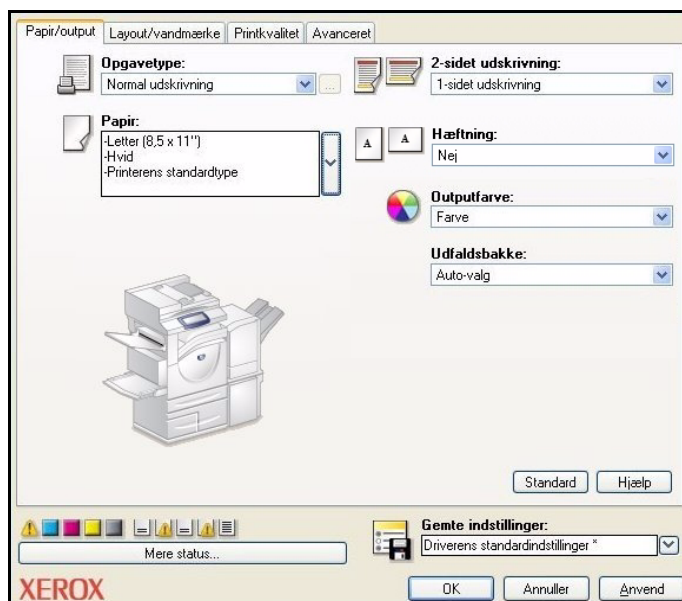 Papir/output
Layout/vandmærke
Printkvalitet
Avanceret
Opgavetype:
Normal udskrivning
...
2-sidet udskrivning:
1-sidet udskrivning
Papir:
-Letter (8,5 x 11")
-Hvid
-Printerens standardtype
A
A
Hæftning:
Nej
Outputfarve:
Farve
Udfaldsbakke:
Auto-valg
Standard
Hjælp
Mere status...
Gemte indstillinger:
Driverens standardindstillinger *
XEROX
OK
Annuller
Anvend